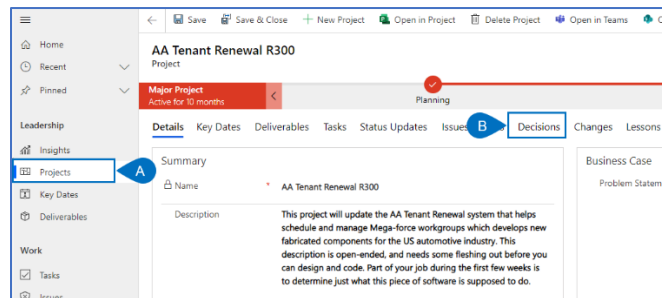 Save
Save & Close
New Project
Open in Project
Delete Project
Open in Teams
Home
Recent
Pinned
Leadership
Insights
Projects
A
Key Dates
Deliverables
Work
Tasks
Issues
AA Tenant Renewal R300
Project
Major Project
Active for 10 months
Planning
Details Key Dates Deliverables Tasks Status Updates Issues B Decisions Changes Lessons
Summary
Name * AA Tenant Renewal R300
Description
This project will update the AA Tenant Renewal system that helps
schedule and manage Mega-force workgroups which develops new
fabricated components for the US automotive industry. This
description is open-ended, and needs some fleshing out before you
can design and code. Part of your job during the first few weeks is
to determine just what this piece of software is supposed to do.
Business Case
Problem Statem